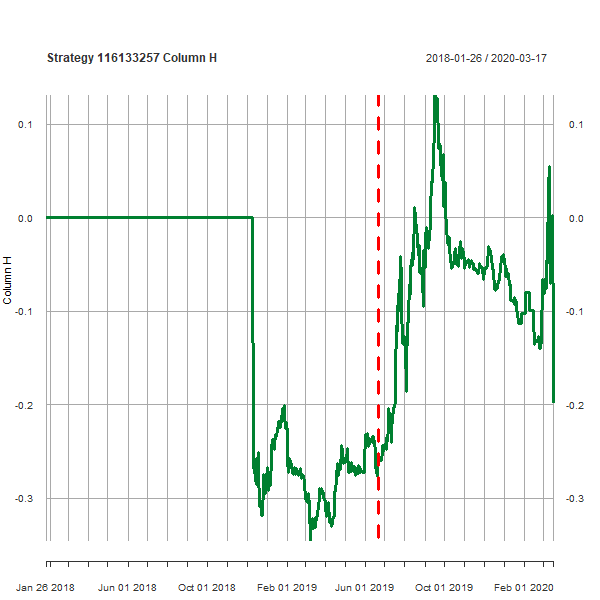 Strategy 116133257 Column H
2018-01-26 / 2020-03-17
0.1
0.0
-0.1
-0.2
-0.3
Column H
0.1
0.0
-0.1
-0.2
-0.3
Jan 26 2018
Jun 01 2018
Oct 01 2018
Feb 01 2019
Jun 01 2019
Oct 01 2019
Feb 01 2020